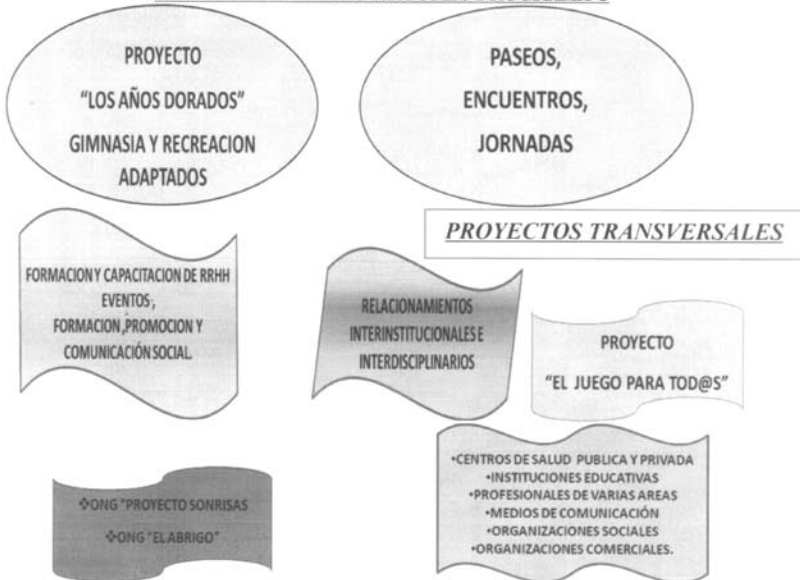 PROYECTO
“LOS AÑOS DORADOS”
GIMNASIA Y RECREACION
ADAPTADOS
PASEOS,
ENCUENTROS,
JORNADAS
PROYECTOS TRANSVERSALES
FORMACION Y CAPACITACION DE RRHH
EVENTOS ,
FORMACION ,PROMOCION Y
COMUNICACIÓN SOCIAL.
RELACIONAMIENTOS
INTERINSTITUCIONALES E
INTERDISCIPLINARIOS
PROYECTO
“EL JUEGO PARA TOD@S”
❖ONG “PROYECTO SONRISAS
❖ONG “EL ABRIGO”
•CENTROS DE SALUD PUBLICA Y PRIVADA
•INSTITUCIONES EDUCATIVAS
•PROFESIONALES DE VARIAS AREAS
•MEDIOS DE COMUNICACIÓN
•ORGANIZACIONES SOCIALES
•ORGANIZACIONES COMERCIALES.